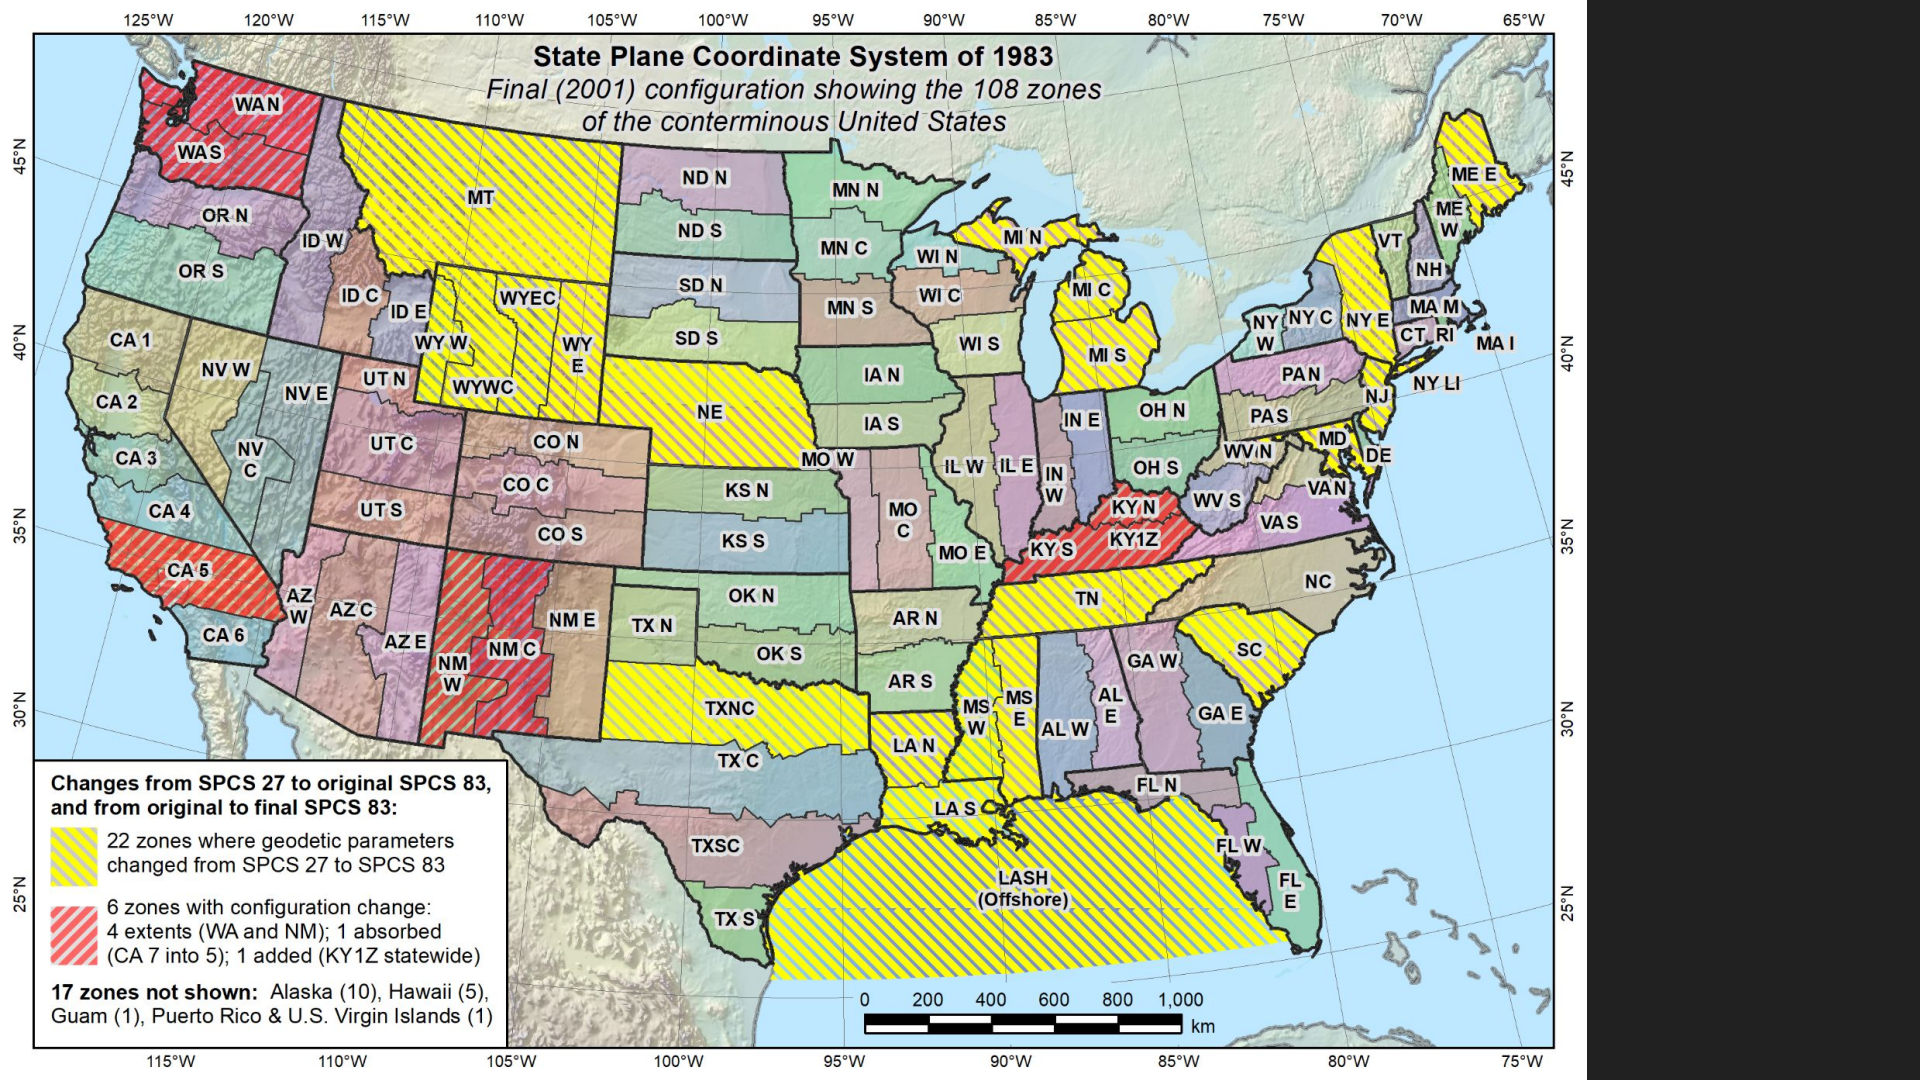 125°W 120°W 115°W 110°W 105°W 100°W 95°W 90°W 85°W 80°W 75°W 70°W 65°W
State Plane Coordinate System of 1983
Final (2001) configuration showing the 108 zones
of the conterminous United States
45°N
40°N
35°N
30°N
25°N
45°N
40°N
35°N
30°N
25°N
WA N
WA S
OR N
OR S
ID W
ID C
ID E
MT
WY W
WYWC
WYEC
WY
E
ND N
ND S
SD N
SD S
NE
MN N
MN C
MN S
WI N
WI C
WI S
MI N
MI C
MI S
IA N
IA S
CA 1
CA 2
CA 3
CA 4
CA 5
CA 6
NV W
NV
C
NV E
UT N
UT C
UT S
CO N
CO C
CO S
KS N
KS S
MO W
MO
C
MO E
IL W
IL E
IN
W
IN E
OH N
OH S
KY N
KY S
KY1Z
WV N
WV S
VA N
VA S
MD
DE
NJ
PA N
PA S
NY
W
NY C
NY E
NY LI
VT
NH
ME E
ME
W
MA M
MA I
CT
RI
AZ
W
AZ C
AZ E
NM
W
NM C
NM E
TX N
TXNC
TX C
TXSC
TX S
OK N
OK S
AR N
AR S
LA N
LA S
LASH
(Offshore)
MS
W
MS
E
AL W
AL
E
TN
NC
SC
GA W
GA E
FL N
FL W
FL
E
Changes from SPCS 27 to original SPCS 83,
and from original to final SPCS 83:
22 zones where geodetic parameters
changed from SPCS 27 to SPCS 83
6 zones with configuration change:
4 extents (WA and NM); 1 absorbed
(CA 7 into 5); 1 added (KY1Z statewide)
17 zones not shown: Alaska (10), Hawaii (5),
Guam (1), Puerto Rico & U.S. Virgin Islands (1)
0 200 400 600 800 1,000
km
115°W 110°W 105°W 100°W 95°W 90°W 85°W 80°W 75°W